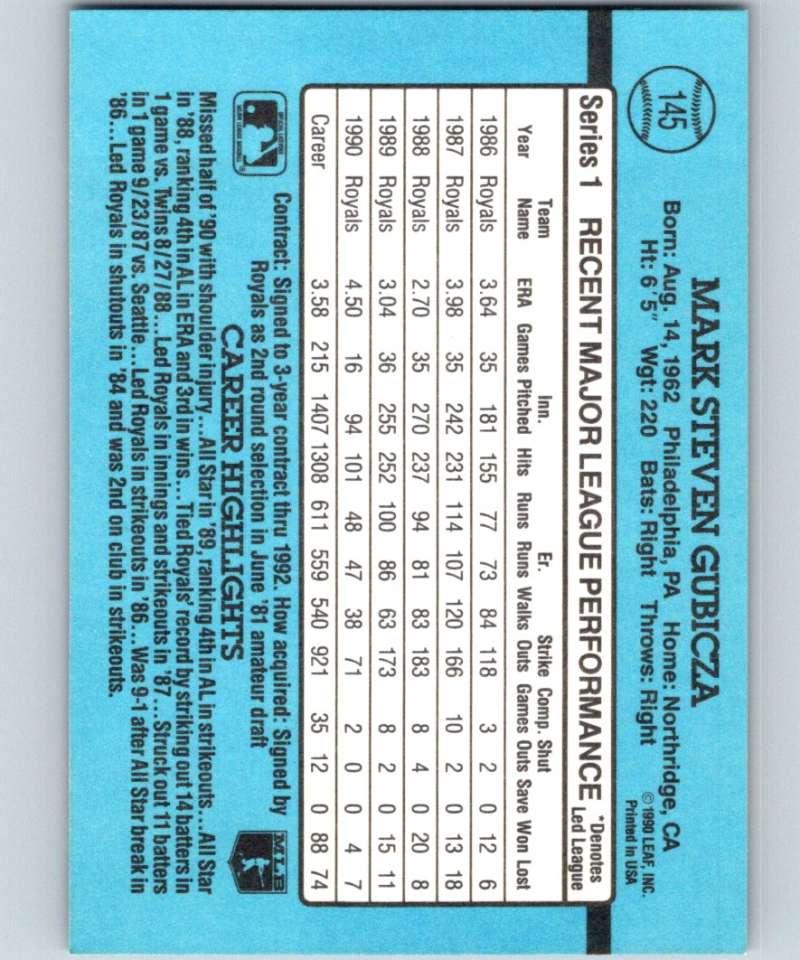 145
MARK STEVEN GUBICZA
Born: Aug. 14, 1962 Philadelphia, PA Home: Northridge, CA
Ht: 6'5" Wgt: 220 Bats: Right Throws: Right
© 1990 LEAF, INC.
Printed in USA
Series 1 RECENT MAJOR LEAGUE PERFORMANCE *Denotes Led League
Team Inn. Er. Strike Comp. Shut
Year Name ERA Games Pitched Hits Runs Runs Walks Outs Games Outs Save Won Lost
1986 Royals 3.64 35 181 155 77 73 84 118 3 2 0 12 6
1987 Royals 3.98 35 242 231 114 107 120 166 10 2 0 13 18
1988 Royals 2.70 35 270 237 94 81 83 183 8 4 0 20 8
1989 Royals 3.04 36 255 252 100 86 63 173 8 2 0 15 11
1990 Royals 4.50 16 94 101 48 47 38 71 2 0 0 4 7
Career 3.58 215 1407 1308 611 559 540 921 35 12 0 88 74
Contract: Signed to 3-year contract thru 1992. How acquired: Signed by
Royals as 2nd round selection in June '81 amateur draft
MLB
CAREER HIGHLIGHTS
Missed half of '90 with shoulder injury...All Star in '89, ranking 4th in AL in strikeouts...All Star
in '88, ranking 4th in AL in ERA and 3rd in wins...Tied Royals' record by striking out 14 batters in
1 game vs. Twins 8/27/88...Led Royals in innings and strikeouts in '87...Struck out 11 batters
in 1 game 9/23/87 vs. Seattle...Led Royals in strikeouts in '86...Was 9-1 after All Star break in
'86...Led Royals in shutouts in '84 and was 2nd on club in strikeouts.